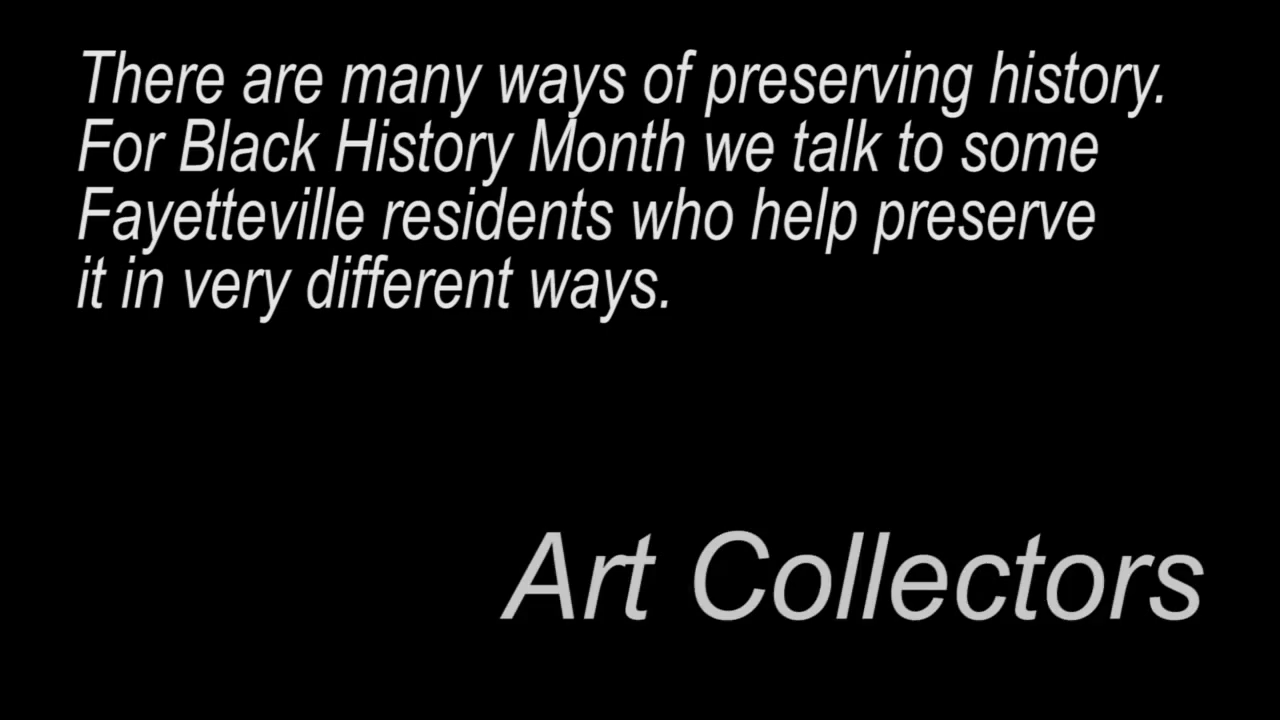 There are many ways of preserving history.
For Black History Month we talk to some
Fayetteville residents who help preserve
it in very different ways.
Art Collectors